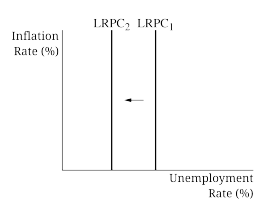 LRPC₂ LRPC₁
Inflation
Rate (%)
Unemployment
Rate (%)